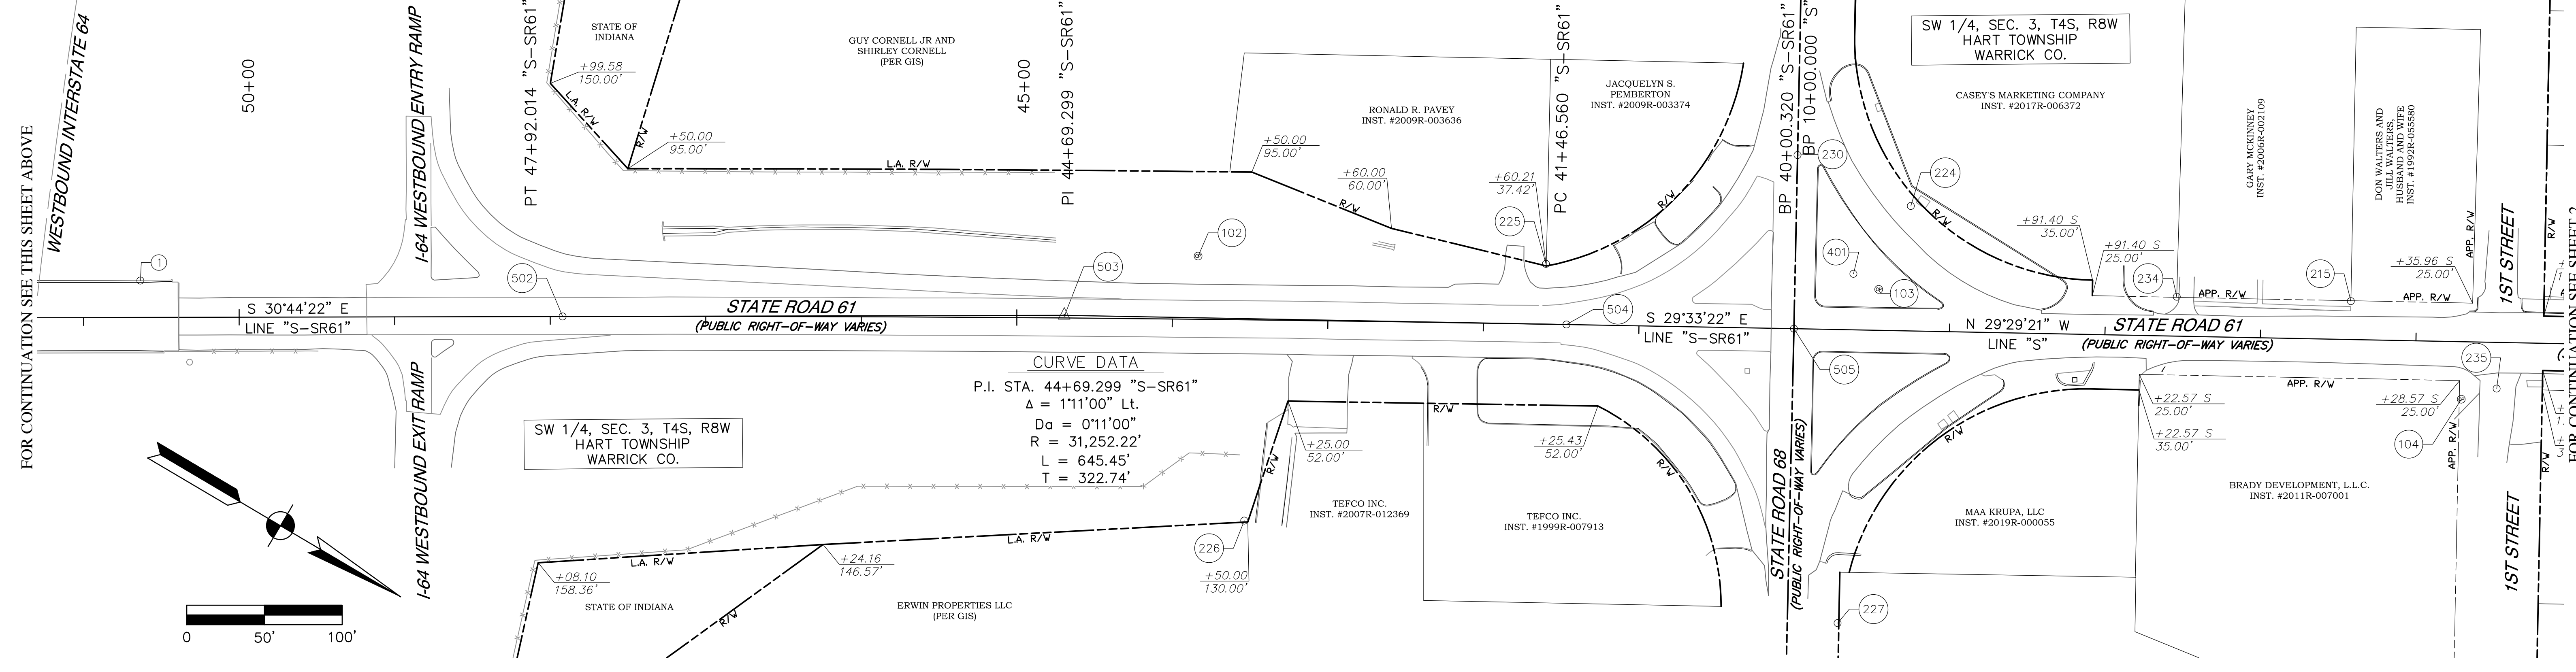 FOR CONTINUATION SEE THIS SHEET ABOVE
WESTBOUND INTERSTATE 64
1
50+00
I-64 WESTBOUND ENTRY RAMP
PT 47+92.014 "S-SR61"
STATE OF
INDIANA
+99.58
150.00'
L.A. R/W
R/W
+50.00
95.00'
GUY CORNELL JR AND
SHIRLEY CORNELL
(PER GIS)
L.A. R/W
45+00
PI 44+69.299 "S-SR61"
102
+50.00
95.00'
RONALD R. PAVEY
INST. #2009R-003636
+60.00
60.00'
R/W
+60.21
37.42'
225
PC 41+46.560 "S-SR61"
JACQUELYN S.
PEMBERTON
INST. #2009R-003374
R/W
BP 40+00.320 "S-SR61"
BP 10+00.000 "S"
230
SW 1/4, SEC. 3, T4S, R8W
HART TOWNSHIP
WARRICK CO.
CASEY'S MARKETING COMPANY
INST. #2017R-006372
224
R/W
401
103
+91.40 S
35.00'
+91.40 S
25.00'
234
APP. R/W
GARY MCKINNEY
INST. #2006R-002109
215
DON WALTERS AND
JILL WALTERS,
HUSBAND AND WIFE
INST. #1992R-055580
+35.96 S
25.00'
APP. R/W
APP. R/W
1ST STREET
R/W
502
503
504
S 30°44'22" E
LINE "S-SR61"
STATE ROAD 61
(PUBLIC RIGHT-OF-WAY VARIES)
S 29°33'22" E
LINE "S-SR61"
N 29°29'21" W
LINE "S"
STATE ROAD 61
(PUBLIC RIGHT-OF-WAY VARIES)
505
CURVE DATA
P.I. STA. 44+69.299 "S-SR61"
Δ = 1°11'00" Lt.
Da = 0°11'00"
R = 31,252.22'
L = 645.45'
T = 322.74'
I-64 WESTBOUND EXIT RAMP
SW 1/4, SEC. 3, T4S, R8W
HART TOWNSHIP
WARRICK CO.
0 50' 100'
+08.10
158.36'
STATE OF INDIANA
L.A. R/W
R/W
+24.16
146.57'
ERWIN PROPERTIES LLC
(PER GIS)
L.A. R/W
226
+50.00
130.00'
R/W
+25.00
52.00'
R/W
TEFCO INC.
INST. #2007R-012369
+25.43
52.00'
R/W
TEFCO INC.
INST. #1999R-007913
STATE ROAD 68
(PUBLIC RIGHT-OF-WAY VARIES)
227
R/W
MAA KRUPA, LLC
INST. #2019R-000055
+22.57 S
25.00'
+22.57 S
35.00'
APP. R/W
+28.57 S
25.00'
235
104
APP. R/W
BRADY DEVELOPMENT, L.L.C.
INST. #2011R-007001
1ST STREET
R/W
FOR CONTINUATION SEE SHEET 2